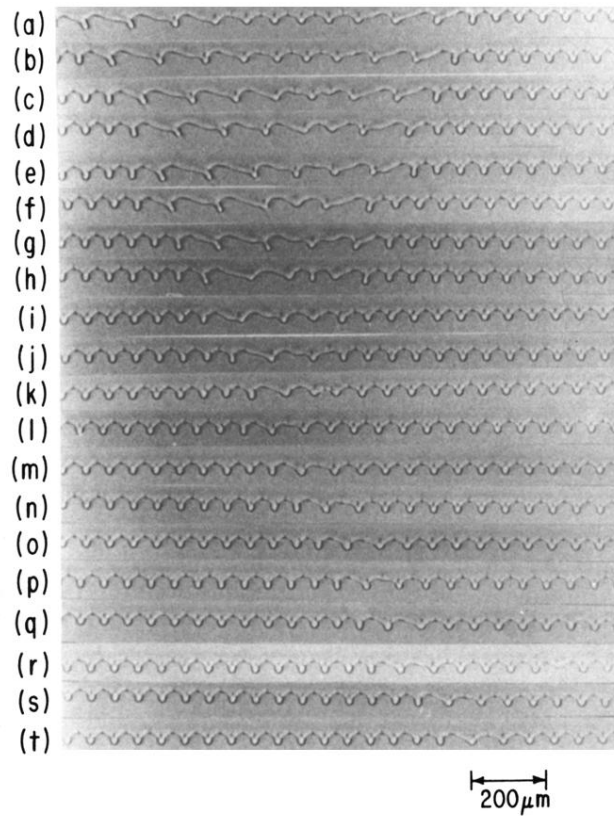 (a)
(b)
(c)
(d)
(e)
(f)
(g)
(h)
(i)
(j)
(k)
(l)
(m)
(n)
(o)
(p)
(q)
(r)
(s)
(t)
200μm